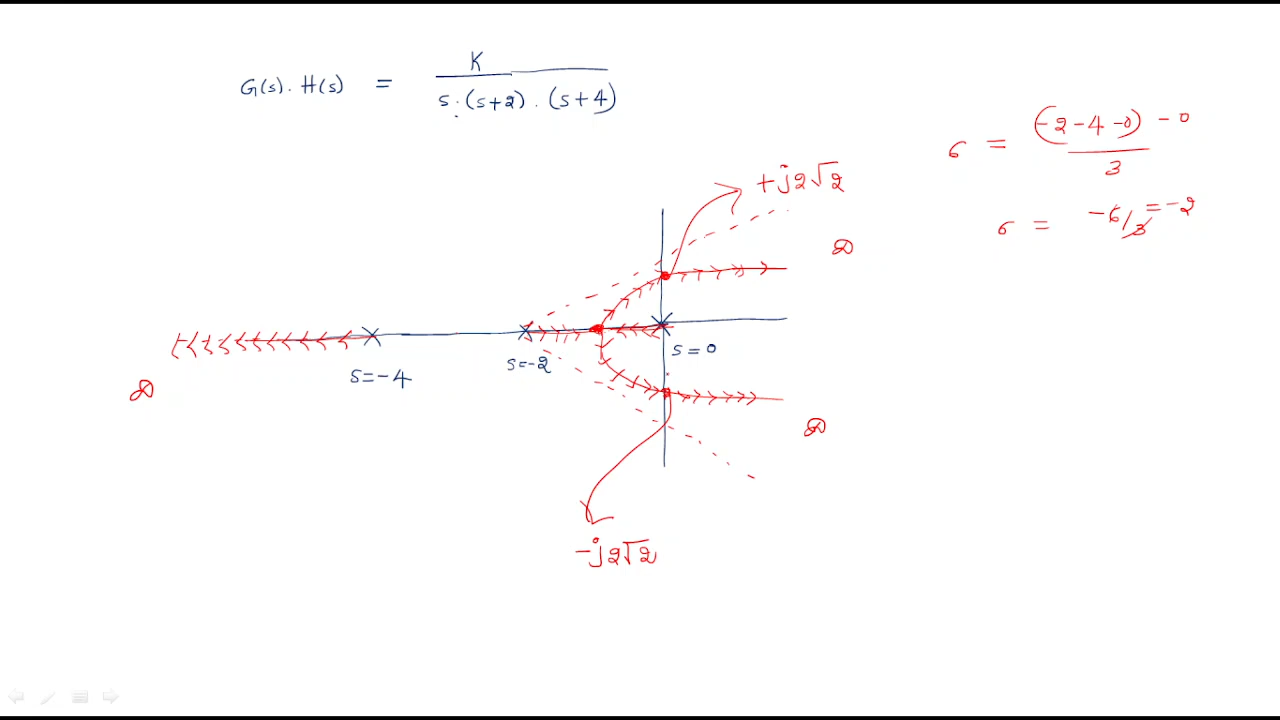 G(s). H(s) = K / s.(s+2).(s+4)
σ = (-2-4-0) -0 / 3
σ = -6/3 = -2
+j2√2
∞
s=0
s=-2
s=-4
∞
∞
-j2√2